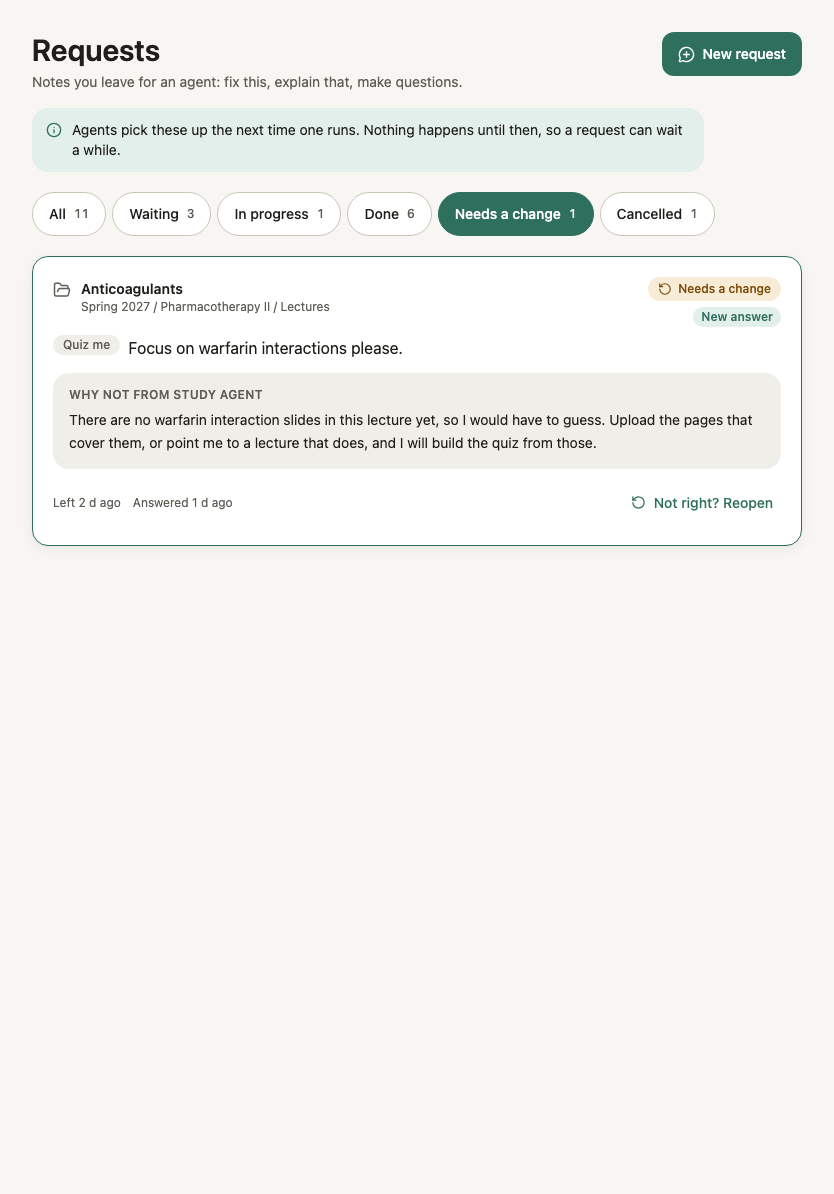 Requests
New request
Notes you leave for an agent: fix this, explain that, make questions.
Agents pick these up the next time one runs. Nothing happens until then, so a request can wait
a while.
All 11 Waiting 3 In progress 1 Done 6 Needs a change 1 Cancelled 1
Anticoagulants
Needs a change
Spring 2027 / Pharmacotherapy II / Lectures
New answer
Quiz me Focus on warfarin interactions please.
WHY NOT FROM STUDY AGENT
There are no warfarin interaction slides in this lecture yet, so I would have to guess. Upload the pages that
cover them, or point me to a lecture that does, and I will build the quiz from those.
Left 2 d ago Answered 1 d ago Not right? Reopen